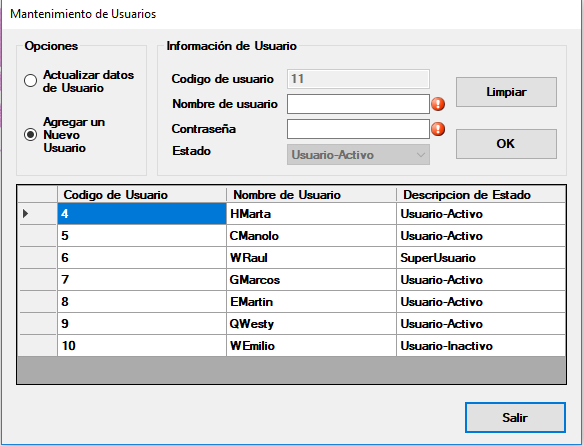 Mantenimiento de Usuarios
Opciones
Actualizar datos
de Usuario
Agregar un
Nuevo
Usuario
Información de Usuario
Codigo de usuario 11
Nombre de usuario
Contraseña
Estado Usuario-Activo
Limpiar
OK
Codigo de Usuario Nombre de Usuario Descripcion de Estado
4 HMarta Usuario-Activo
5 CManolo Usuario-Activo
6 WRaul SuperUsuario
7 GMarcos Usuario-Activo
8 EMartin Usuario-Activo
9 QWesty Usuario-Activo
10 WEmilio Usuario-Inactivo
Salir